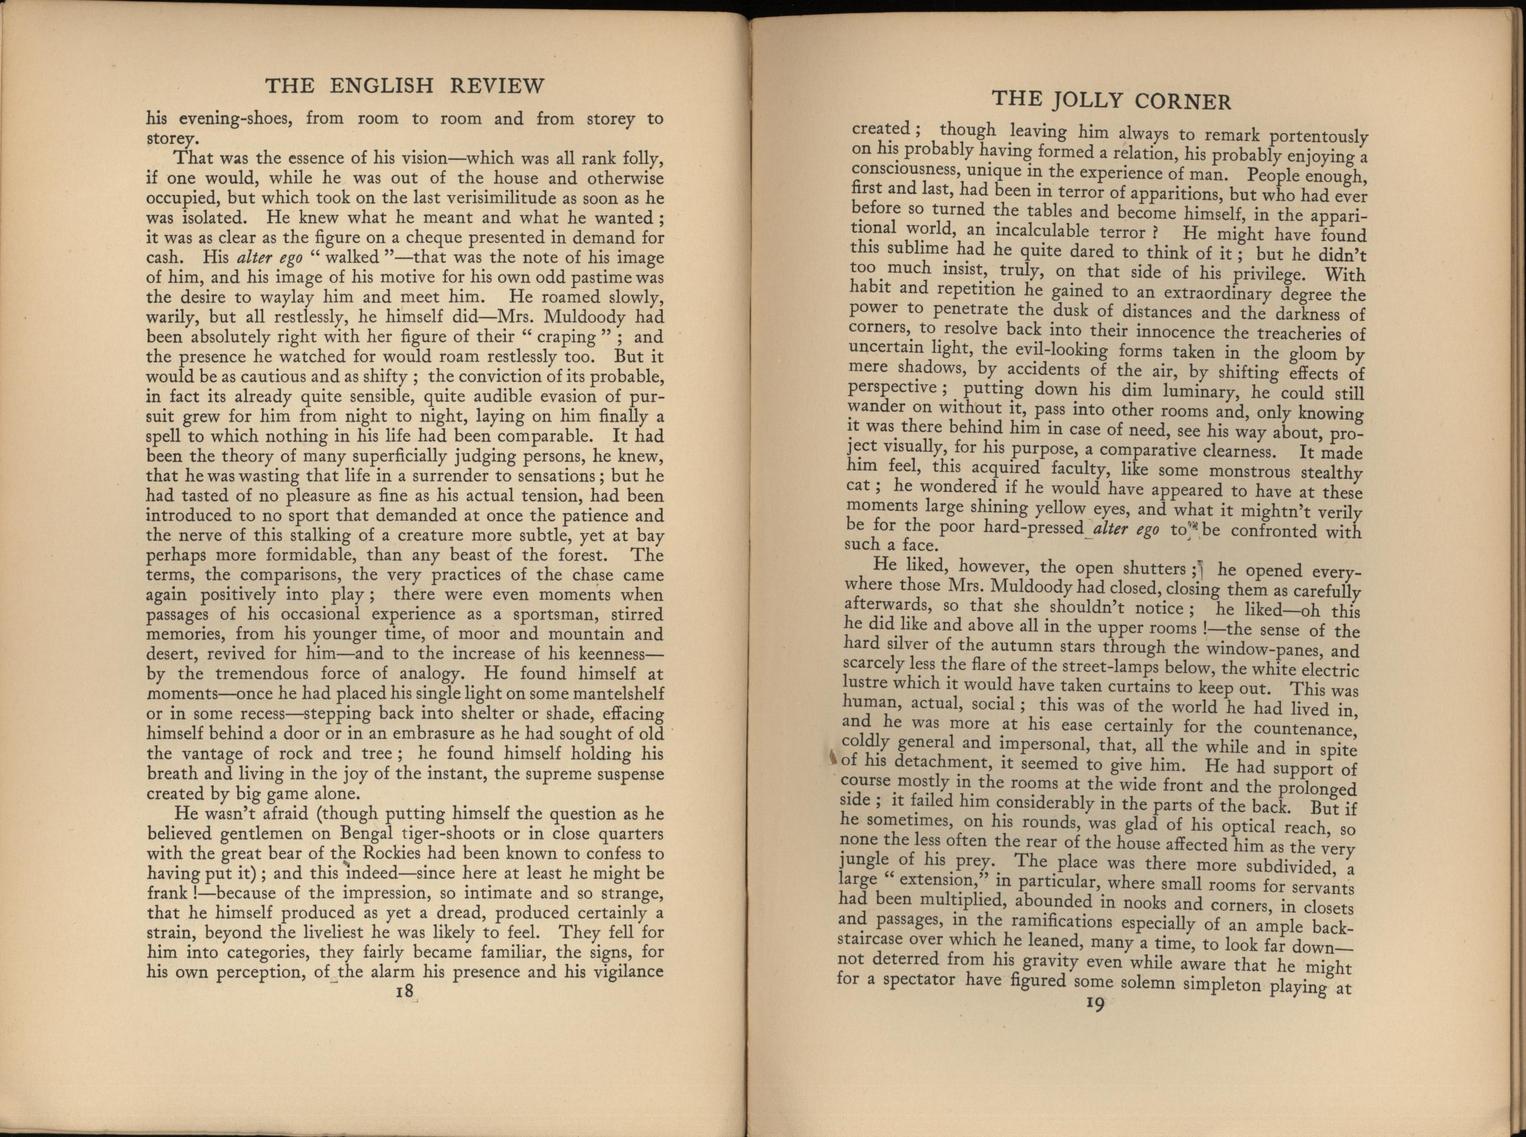 THE ENGLISH REVIEW
his evening-shoes, from room to room and from storey to
storey.
That was the essence of his vision—which was all rank folly,
if one would, while he was out of the house and otherwise
occupied, but which took on the last verisimilitude as soon as he
was isolated. He knew what he meant and what he wanted ;
it was as clear as the figure on a cheque presented in demand for
cash. His alter ego “ walked ”—that was the note of his image
of him, and his image of his motive for his own odd pastime was
the desire to waylay him and meet him. He roamed slowly,
warily, but all restlessly, he himself did—Mrs. Muldoody had
been absolutely right with her figure of their “ craping ” ; and
the presence he watched for would roam restlessly too. But it
would be as cautious and as shifty ; the conviction of its probable,
in fact its already quite sensible, quite audible evasion of pur-
suit grew for him from night to night, laying on him finally a
spell to which nothing in his life had been comparable. It had
been the theory of many superficially judging persons, he knew,
that he was wasting that life in a surrender to sensations ; but he
had tasted of no pleasure as fine as his actual tension, had been
introduced to no sport that demanded at once the patience and
the nerve of this stalking of a creature more subtle, yet at bay
perhaps more formidable, than any beast of the forest. The
terms, the comparisons, the very practices of the chase came
again positively into play ; there were even moments when
passages of his occasional experience as a sportsman, stirred
memories, from his younger time, of moor and mountain and
desert, revived for him—and to the increase of his keenness—
by the tremendous force of analogy. He found himself at
moments—once he had placed his single light on some mantelshelf
or in some recess—stepping back into shelter or shade, effacing
himself behind a door or in an embrasure as he had sought of old
the vantage of rock and tree ; he found himself holding his
breath and living in the joy of the instant, the supreme suspense
created by big game alone.
He wasn’t afraid (though putting himself the question as he
believed gentlemen on Bengal tiger-shoots or in close quarters
with the great bear of the Rockies had been known to confess to
having put it) ; and this indeed—since here at least he might be
frank !—because of the impression, so intimate and so strange,
that he himself produced as yet a dread, produced certainly a
strain, beyond the liveliest he was likely to feel. They fell for
him into categories, they fairly became familiar, the signs, for
his own perception, of the alarm his presence and his vigilance
18
THE JOLLY CORNER
created ; though leaving him always to remark portentously
on his probably having formed a relation, his probably enjoying a
consciousness, unique in the experience of man. People enough,
first and last, had been in terror of apparitions, but who had ever
before so turned the tables and become himself, in the appari-
tional world, an incalculable terror ? He might have found
this sublime had he quite dared to think of it ; but he didn’t
too much insist, truly, on that side of his privilege. With
habit and repetition he gained to an extraordinary degree the
power to penetrate the dusk of distances and the darkness of
corners, to resolve back into their innocence the treacheries of
uncertain light, the evil-looking forms taken in the gloom by
mere shadows, by accidents of the air, by shifting effects of
perspective ; putting down his dim luminary, he could still
wander on without it, pass into other rooms and, only knowing
it was there behind him in case of need, see his way about, pro-
ject visually, for his purpose, a comparative clearness. It made
him feel, this acquired faculty, like some monstrous stealthy
cat ; he wondered if he would have appeared to have at these
moments large shining yellow eyes, and what it mightn’t verily
be for the poor hard-pressed alter ego to be confronted with
such a face.
He liked, however, the open shutters ; he opened every-
where those Mrs. Muldoody had closed, closing them as carefully
afterwards, so that she shouldn’t notice ; he liked—oh this
he did like and above all in the upper rooms !—the sense of the
hard silver of the autumn stars through the window-panes, and
scarcely less the flare of the street-lamps below, the white electric
lustre which it would have taken curtains to keep out. This was
human, actual, social ; this was of the world he had lived in,
and he was more at his ease certainly for the countenance,
coldly general and impersonal, that, all the while and in spite
of his detachment, it seemed to give him. He had support of
course mostly in the rooms at the wide front and the prolonged
side ; it failed him considerably in the parts of the back. But if
he sometimes, on his rounds, was glad of his optical reach, so
none the less often the rear of the house affected him as the very
jungle of his prey. The place was there more subdivided, a
large “ extension,” in particular, where small rooms for servants
had been multiplied, abounded in nooks and corners, in closets
and passages, in the ramifications especially of an ample back-
staircase over which he leaned, many a time, to look far down—
not deterred from his gravity even while aware that he might
for a spectator have figured some solemn simpleton playing at
19